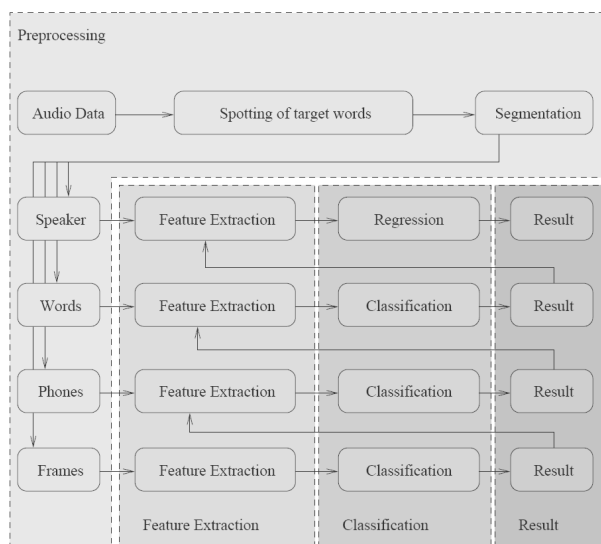 Preprocessing
Audio Data
Spotting of target words
Segmentation
Speaker
Feature Extraction
Regression
Result
Words
Feature Extraction
Classification
Result
Phones
Feature Extraction
Classification
Result
Frames
Feature Extraction
Classification
Result
Feature Extraction
Classification
Result